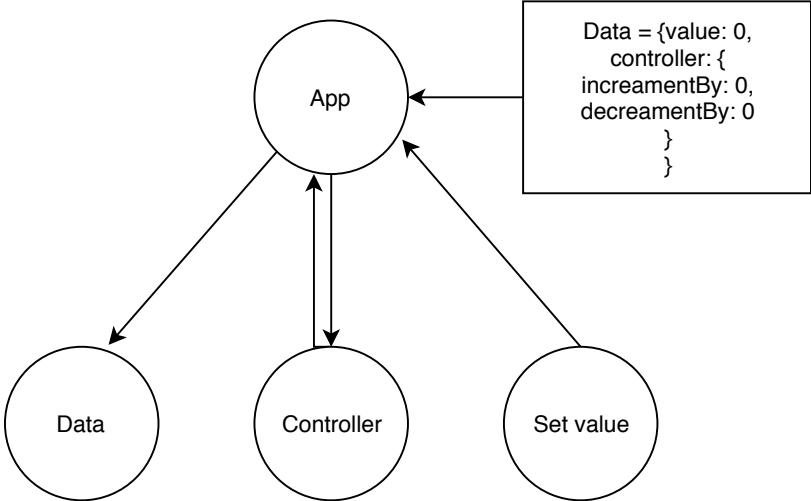 App
Data = {value: 0,
controller: {
increamentBy: 0,
decreamentBy: 0
}
}
Data
Controller
Set value